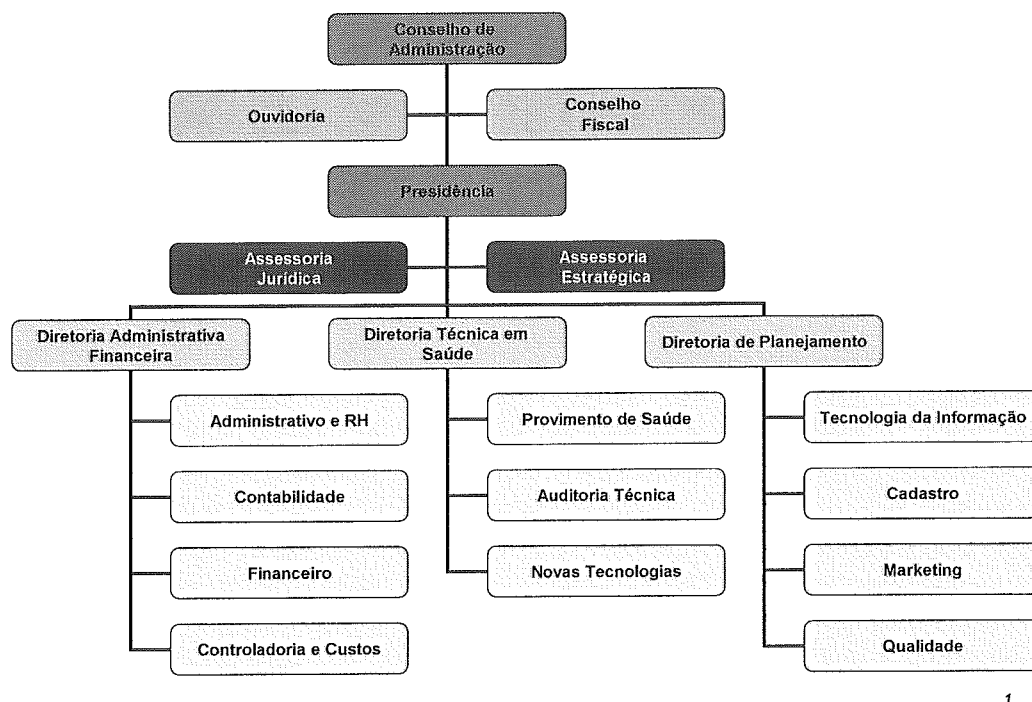 Conselho de
Administração
Ouvidoria
Conselho
Fiscal
Presidência
Assessoria
Jurídica
Assessoria
Estratégica
Diretoria Administrativa
Financeira
Diretoria Técnica em
Saúde
Diretoria de Planejamento
Administrativo e RH
Provimento de Saúde
Tecnologia da Informação
Contabilidade
Auditoria Técnica
Cadastro
Financeiro
Novas Tecnologias
Marketing
Controladoria e Custos
Qualidade
1